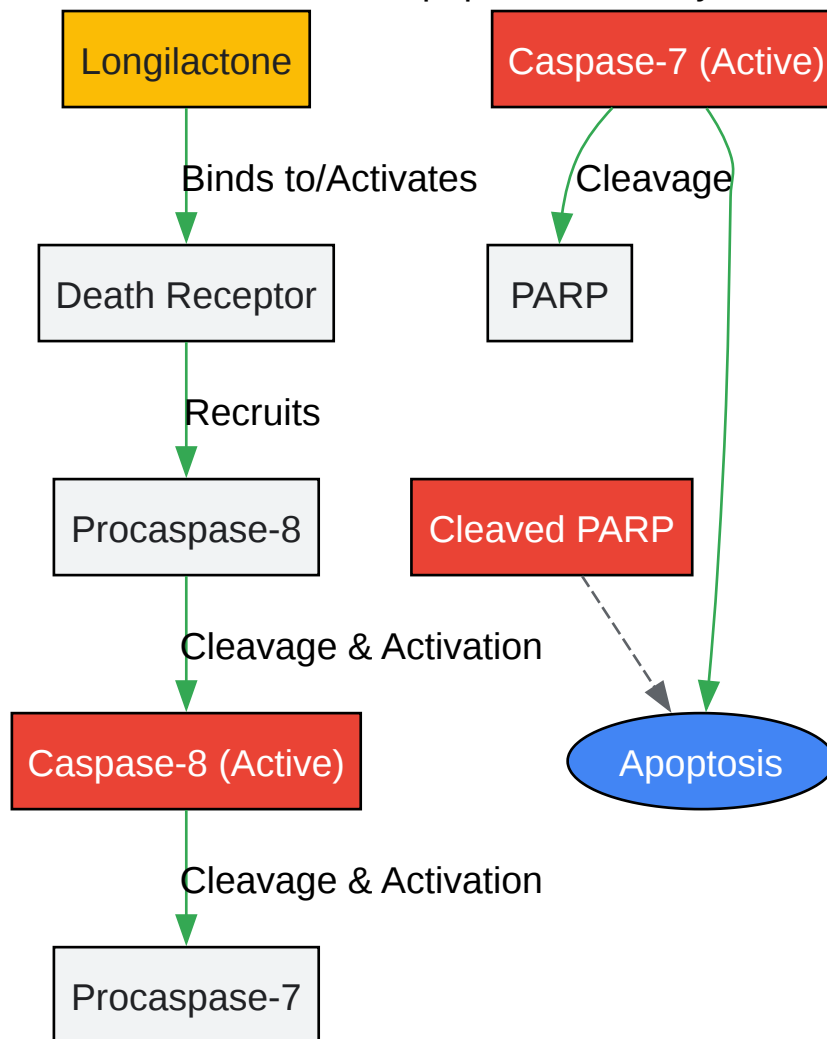 Longilactone
Caspase-7 (Active)
Binds to/Activates
Cleavage
Death Receptor
PARP
Recruits
Procaspase-8
Cleaved PARP
Cleavage & Activation
Caspase-8 (Active)
Apoptosis
Cleavage & Activation
Procaspase-7